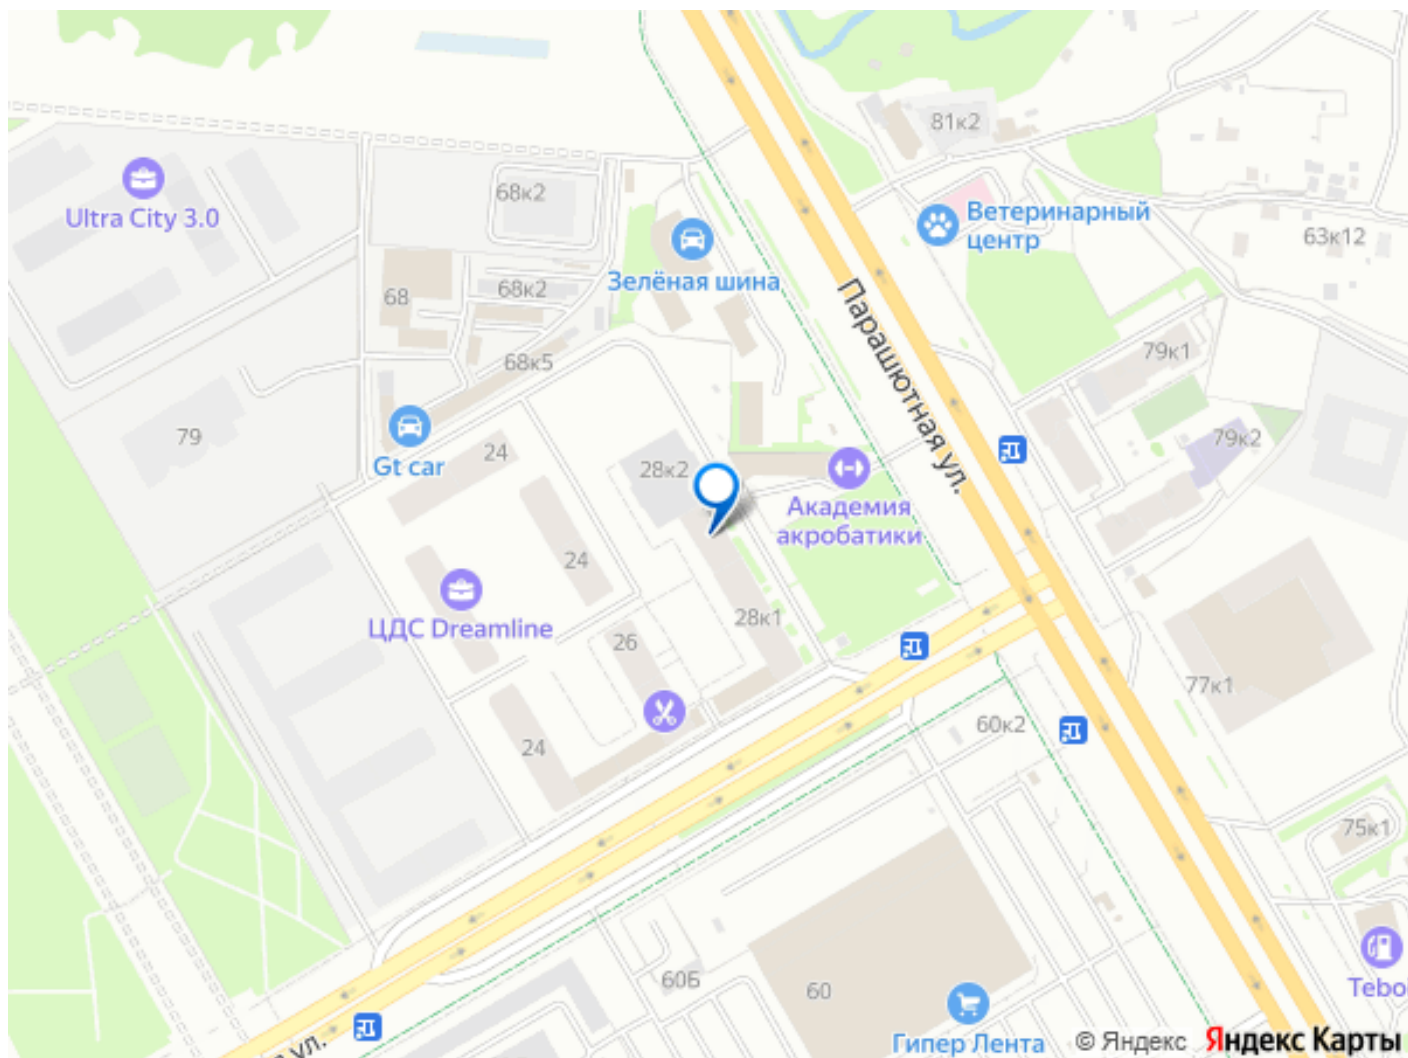 81к2
Ultra City 3.0
68к2
Ветеринарный
центр
63к12
Зелёная шина
68
68к2
Парашютная ул.
79к1
68к5
79
24
Gt car
28к2
79к2
Академия
акробатики
24
ЦДС Dreamline
26
28к1
77к1
24
60к2
75к1
60Б
60
Гипер Лента
Tebo
ул.
© Яндекс
Яндекс Карты